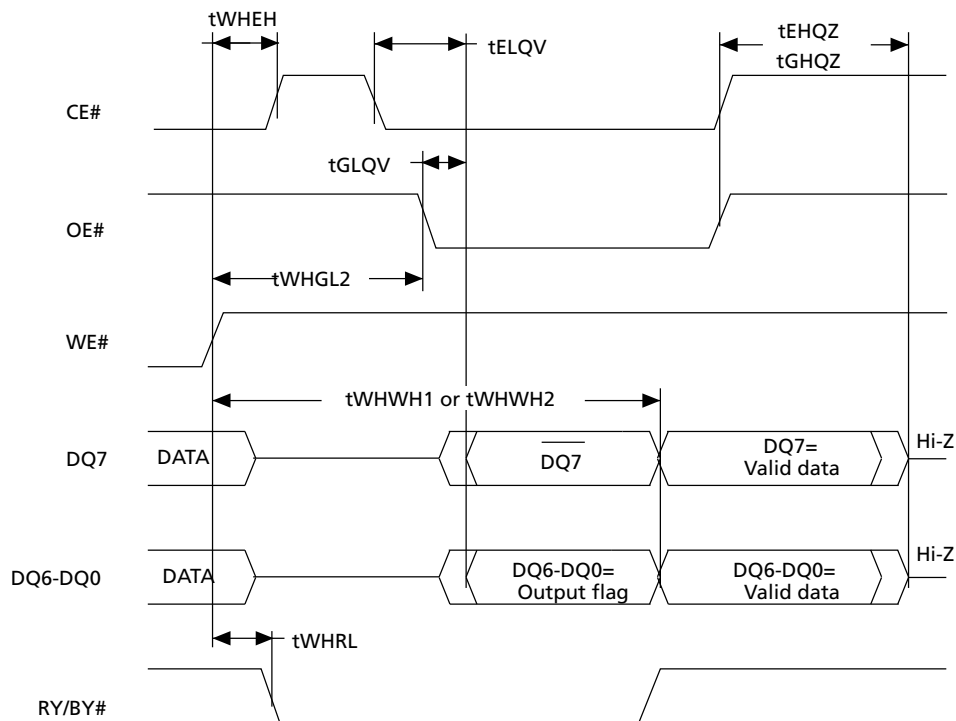 tWHEH
tELQV
tEHQZ
tGHQZ
CE#
tGLQV
OE#
tWHGL2
WE#
tWHWH1 or tWHWH2
DQ7
DATA
DQ7
DQ7=
Valid data
Hi-Z
DQ6-DQ0
DATA
DQ6-DQ0=
Output flag
DQ6-DQ0=
Valid data
Hi-Z
tWHRL
RY/BY#